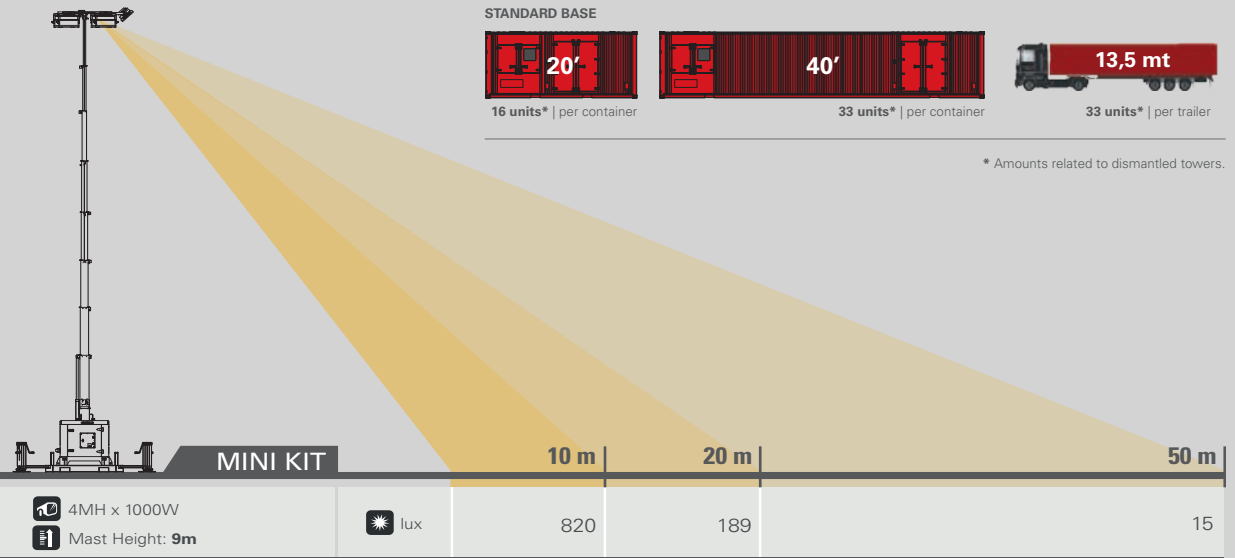 STANDARD BASE
20’
40’
13,5 mt
16 units* | per container
33 units* | per container
33 units* | per trailer
* Amounts related to dismantled towers.
MINI KIT
10 m
20 m
50 m
4MH x 1000W
Mast Height: 9m
lux
820
189
15